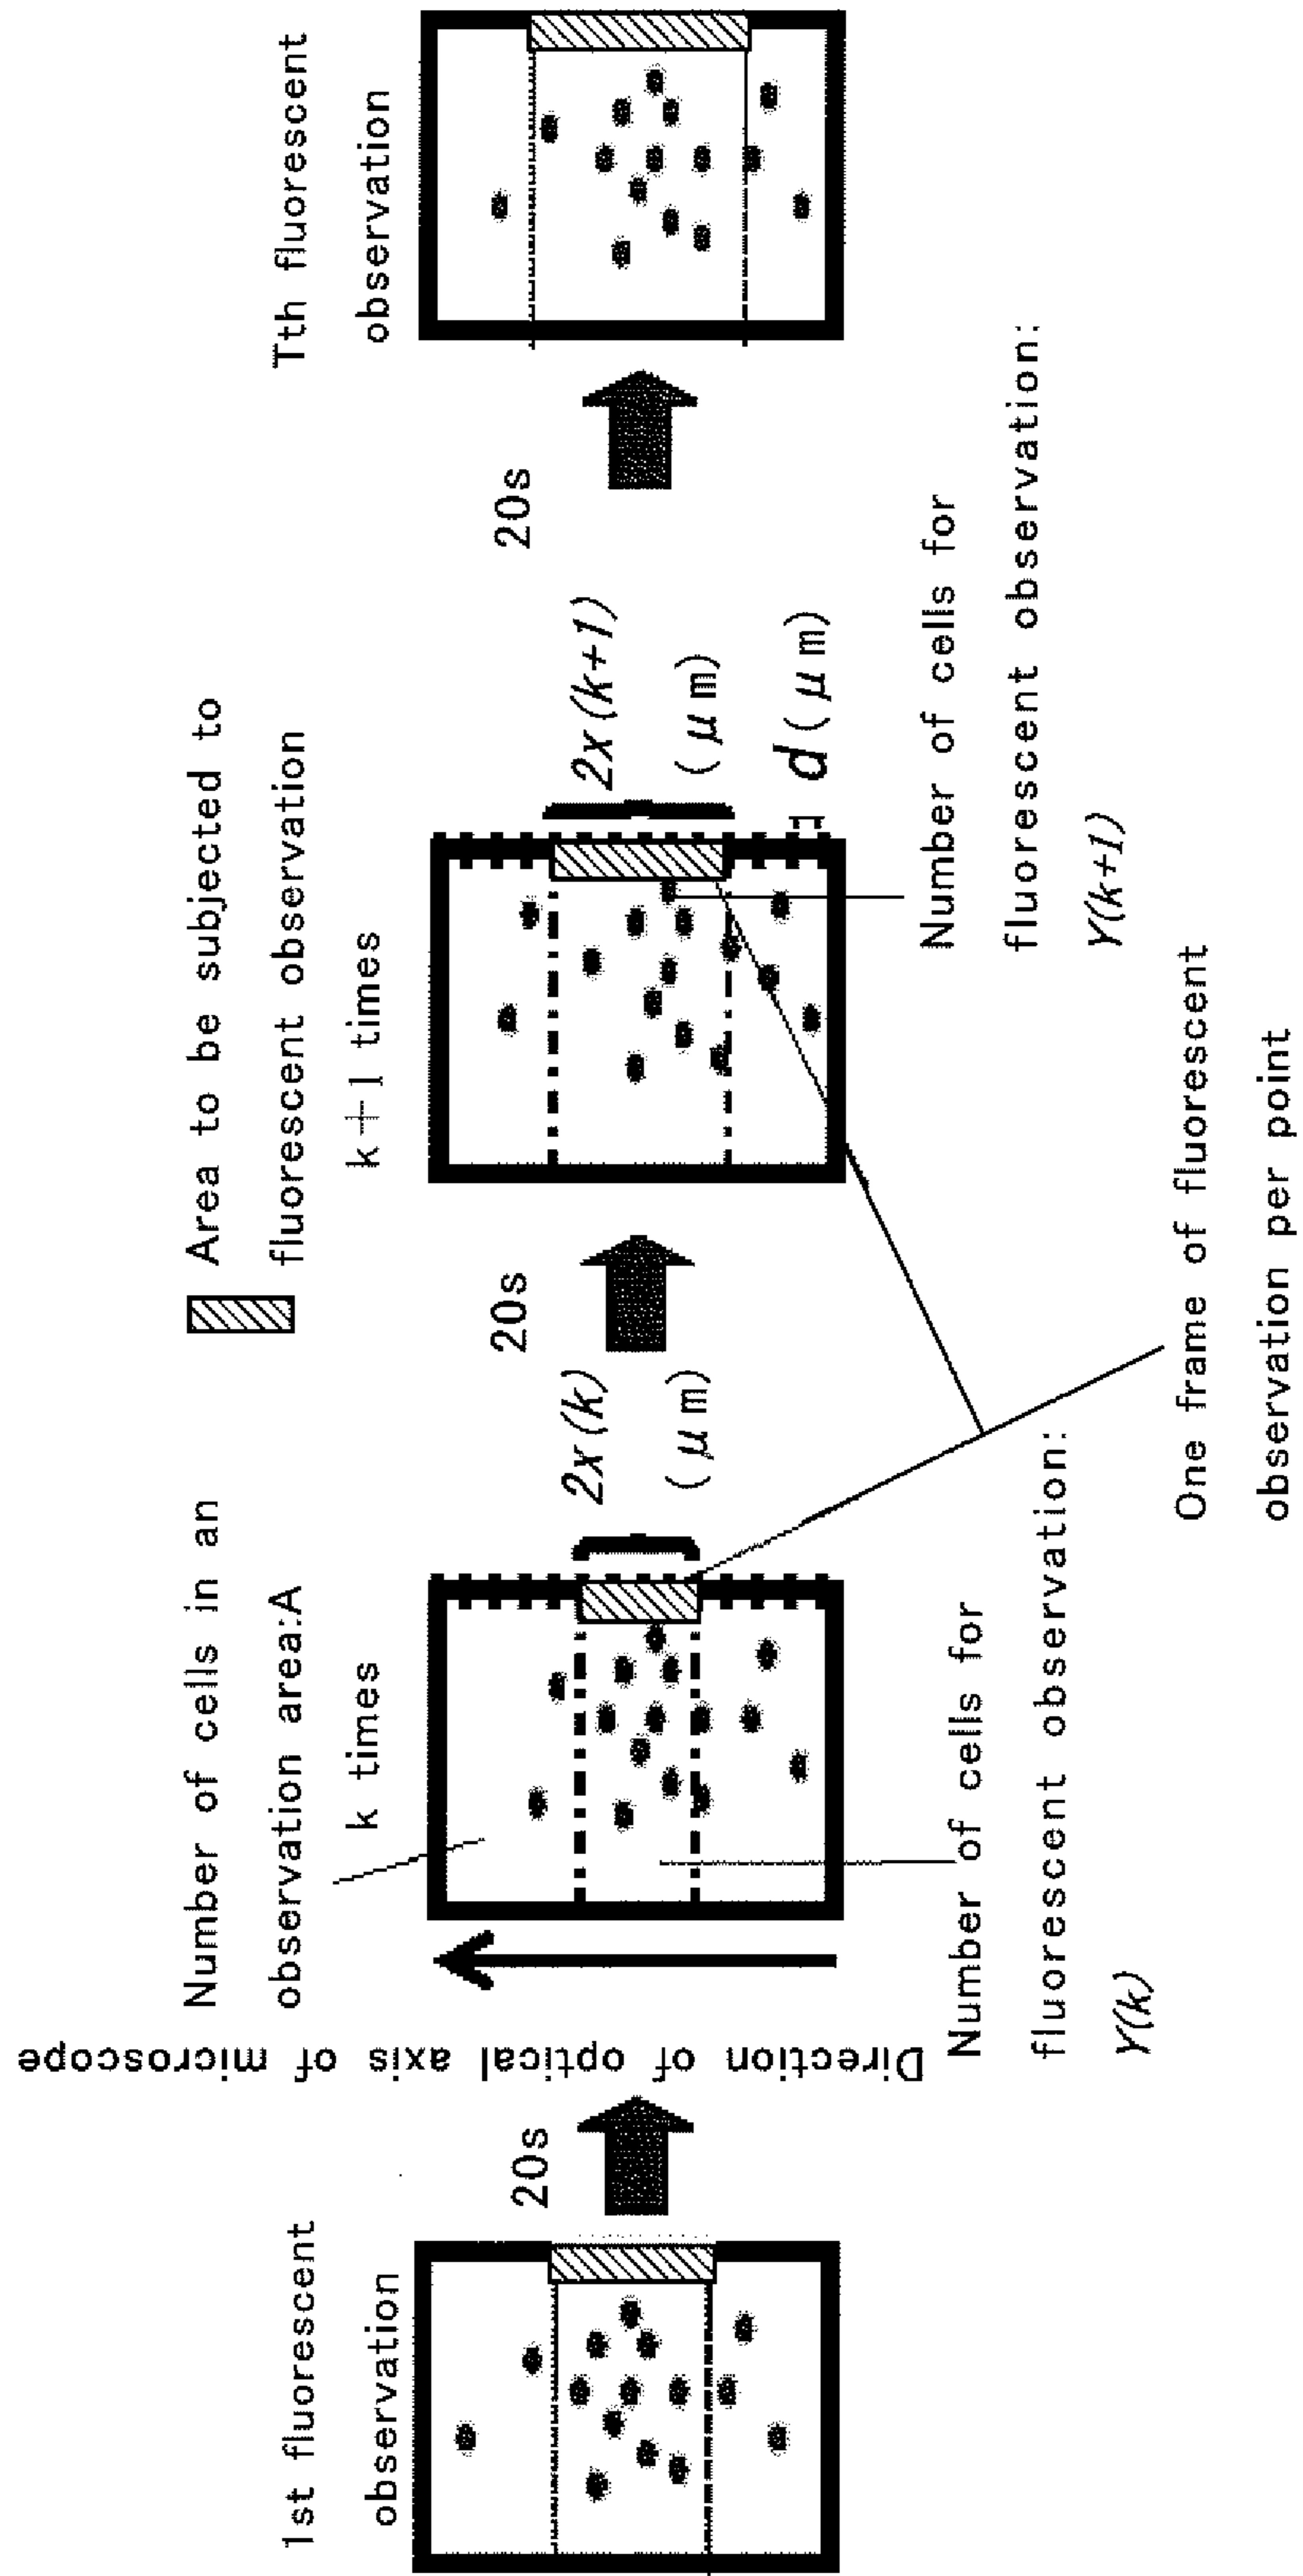 1st fluorescent
observation
20s
Direction of optical axis of microscope
Number of cells in an
observation area:A
k times
2x(k)
(μm)
Number of cells for
fluorescent observation:
Y(k)
20s
Area to be subjected to
fluorescent observation
k+1 times
2x(k+1)
(μm)
d(μm)
Number of cells for
fluorescent observation:
Y(k+1)
One frame of fluorescent
observation per point
20s
Tth fluorescent
observation